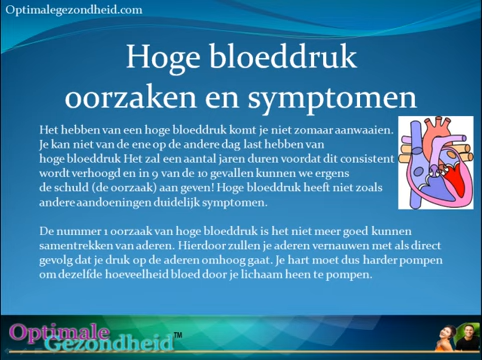 Optimalegezondheid.com
Hoge bloeddruk
oorzaken en symptomen
Het hebben van een hoge bloeddruk komt je niet zomaar aanwaaien.
Je kan niet van de ene op de andere dag last hebben van
hoge bloeddruk Het zal een aantal jaren duren voordat dit consistent
wordt verhoogd en in 9 van de 10 gevallen kunnen we ergens
de schuld (de oorzaak) aan geven! Hoge bloeddruk heeft niet zoals
andere aandoeningen duidelijk symptomen.
De nummer 1 oorzaak van hoge bloeddruk is het niet meer goed kunnen
samentrekken van aderen. Hierdoor zullen je aderen vernauwen met als direct
gevolg dat je druk op de aderen omhoog gaat. Je hart moet dus harder pompen
om dezelfde hoeveelheid bloed door je lichaam heen te pompen.
Optimale
Gezondheid™